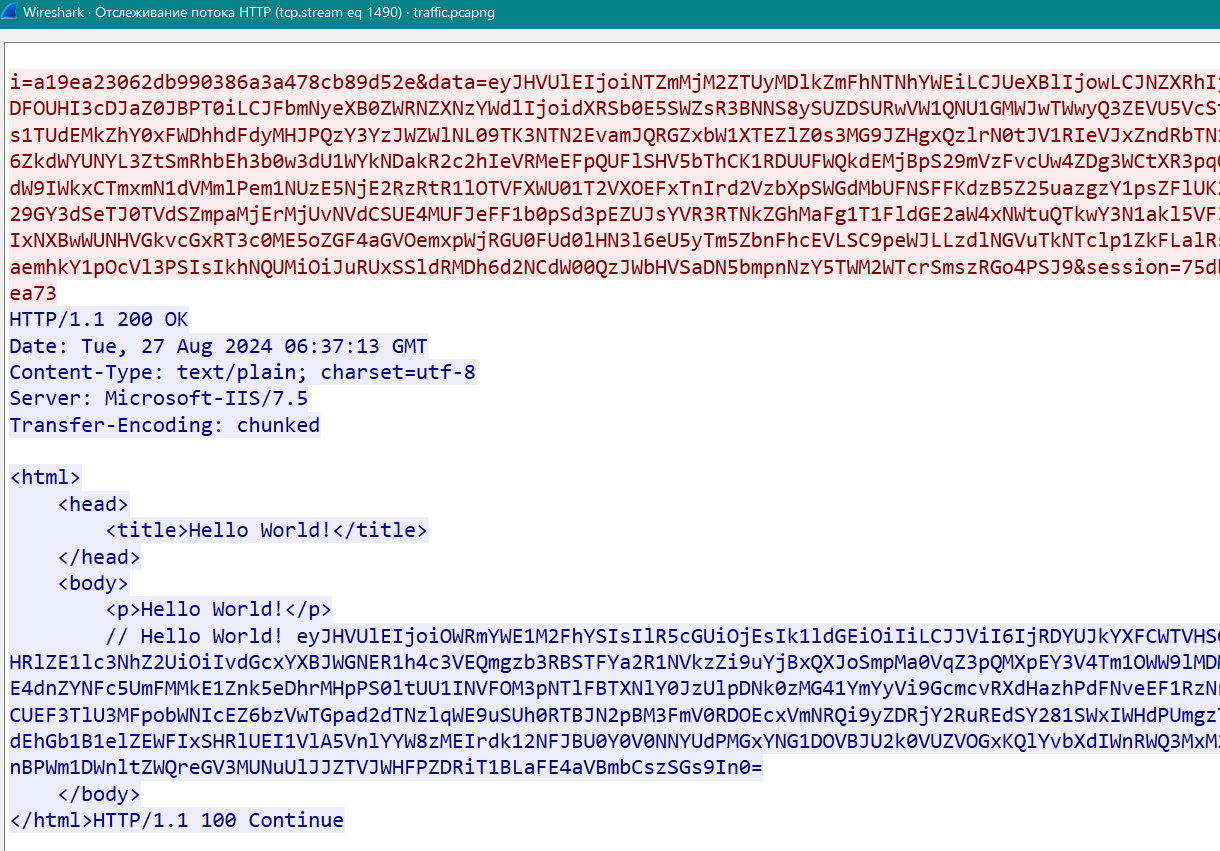 Wireshark · Отслеживание потока HTTP (tcp.stream eq 1490) · traffic.pcapng
i=a19ea23062db990386a3a478cb89d52e&data=eyJHVUlEIjoiNTZmMjM2ZTUyMDlkZmFhNTNhYWEiLCJUeXBlIjowLCJNZXRhIj
DFOUHI3cDJaZ0JBPT0iLCJFbmNyeXB0ZWRNZXNzYWdlIjoidXRSb0E5SWZsR3BNNS8ySUZDSURwVW1QNU1GMWJwTWwyQ3ZEVU5VcS
s1TUdEMkZhY0xFWDhhdFdyMHJPQzY3YzJWZWlNL09TK3NTN2EvamJQRGZxbW1XTEZlZ0s3MG9JZHgxQzlrN0tJV1RIeVJxZndRbTN
6ZkdWYUNYL3ZtSmRhbEh3b0w3dU1WYkNDakR2c2hIeVRMeEFpQUFlSHV5bThCK1RDUUFWQkdEMjBpS29mVzFvcUw4ZDg3WCtXR3pq
dW9IWkxCTmxmN1dVMmlPem1NUzE5NjE2RzRtR1lOTVFXWU01T2VXOEFxTnIrd2VzbXpSWGdMbUFNSFFKdzB5Z25uazgzY1psZFlUK
29GY3dSeTJ0TVdSZmpaMjErMjUvNVdCSUE4MUFJeFF1b0pSd3pEZUJsYVR3RTNkZGhMaFg1T1FldGE2aW4xNWtuQTkwY3N1akl5VF
IxNXBwWUNHVGkvcGxRT3c0ME5oZGF4aGVOemxpWjRGU0FUd0lHN3l6eU5yTm5ZbnFhcEVLSC9peWJLLzdlNGVuTkNTclp1ZkFLalR
aemhkY1pOcVl3PSIsIkhNQUMiOiJuRUxSSldRMDh6d2NCdW00QzJWbHVSaDN5bmpnNzY5TWM2WTcrSmszRGo4PSJ9&session=75d
ea73
HTTP/1.1 200 OK
Date: Tue, 27 Aug 2024 06:37:13 GMT
Content-Type: text/plain; charset=utf-8
Server: Microsoft-IIS/7.5
Transfer-Encoding: chunked
<html>
<head>
<title>Hello World!</title>
</head>
<body>
<p>Hello World!</p>
// Hello World! eyJHVUlEIjoiOWRmYWE1M2FhYSIsIlR5cGUiOjEsIk1ldGEiOiIiLCJJViI6IjRDYUJkYXFCWTVHS
HRlZE1lc3NhZ2UiOiIvdGcxYXBJWGNER1h4c3VEQmgzb3RBSTFYa2R1NVkzZi9uYjBxQXJoSmpMa0VqZ3pQMXpEY3V4Tm1OWW9lMD
E4dnZYNFc5UmFMMkE1Znk5eDhrMHpPS0ltUU1INVFOM3pNTlFBTXNlY0JzUlpDNk0zMG41YmYyVi9GcmcvRXdHazhPdFNveEF1RzN
CUEF3TlU3MFpobWNIcEZ6bzVwTGpad2dTNzlqWE9uSUh0RTBJN2pBM3FmV0RDOEcxVmNRQi9yZDRjY2RuREdSY281SWxIWHdPUmgz
dEhGb1B1elZEWFIxSHRlUEI1VlA5VnlYYW8zMEIrdk12NFJBU0Y0V0NNYUdPMGxYNG1DOVBJU2k0VUZVOGxKQlYvbXdIWnRWQ3MxM
nBPWm1DWnltZWQreGV3MUNuUlJJZTVJWHFPZDRiT1BLaFE4aVBmbCszSGs9In0=
</body>
</html>HTTP/1.1 100 Continue